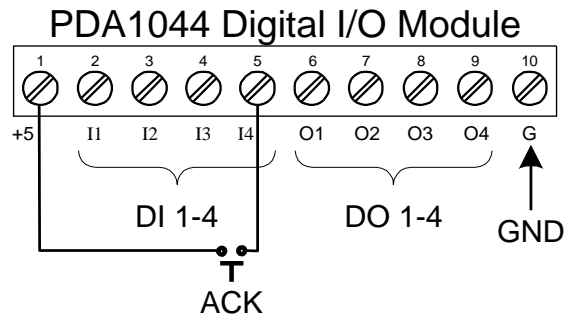 PDA1044 Digital I/O Module
1 2 3 4 5 6 7 8 9 10
+5 I1 I2 I3 I4 O1 O2 O3 O4 G
DI 1-4 DO 1-4 GND
ACK